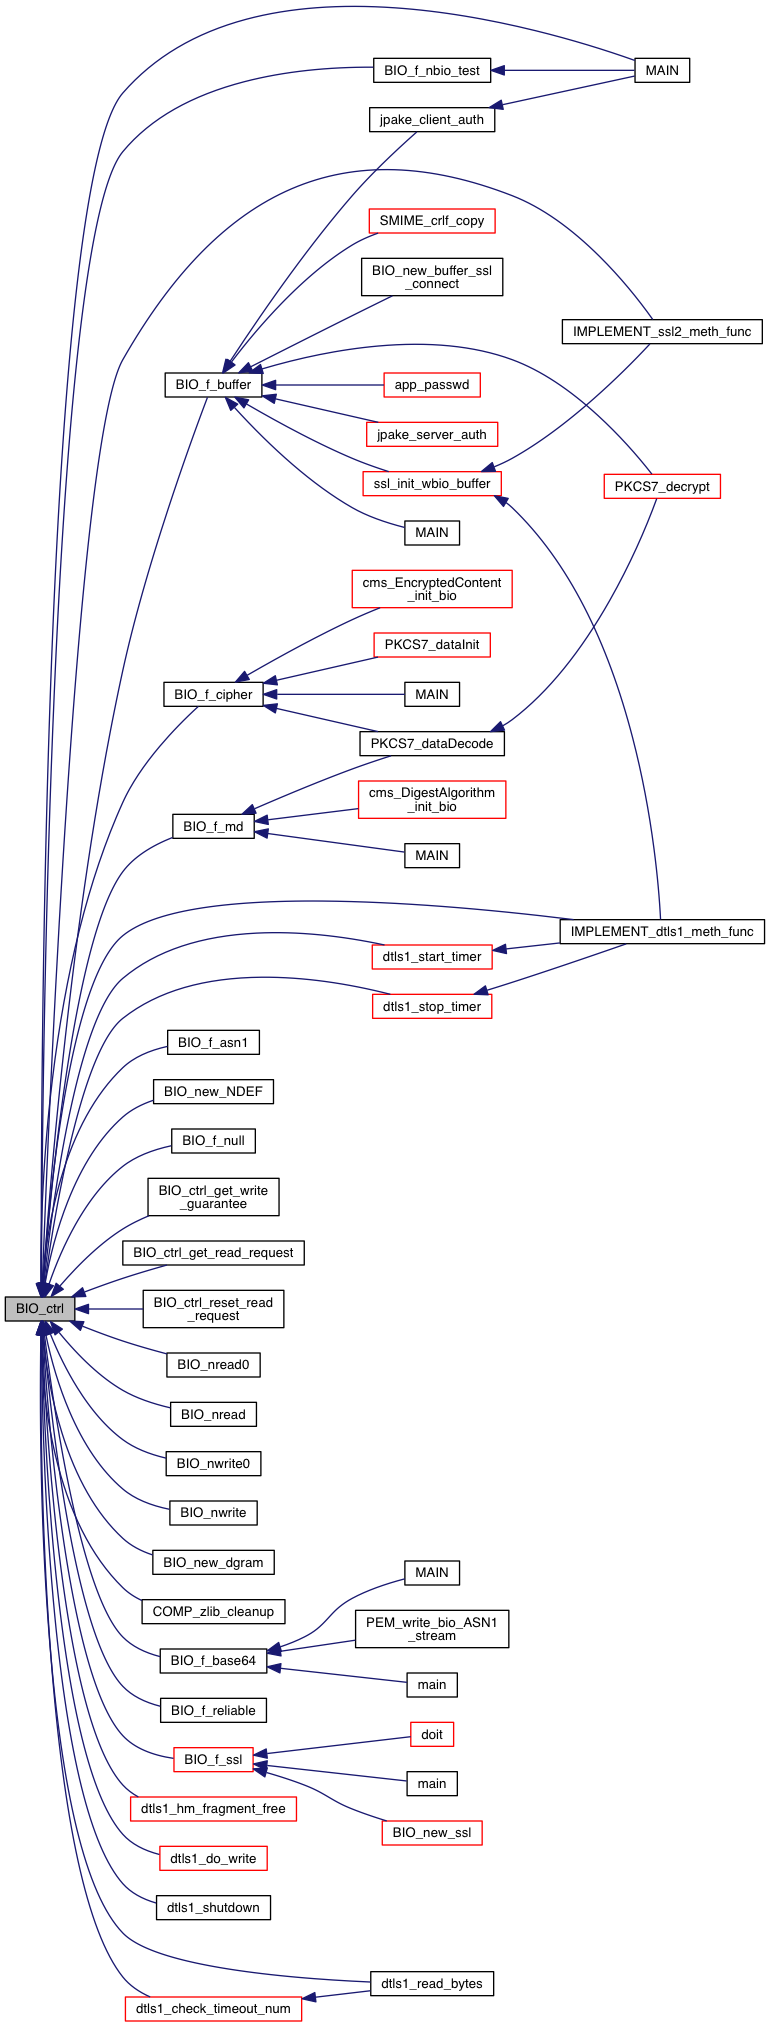 BIO_f_nbio_test
MAIN
jpake_client_auth
SMIME_crlf_copy
BIO_new_buffer_ssl
_connect
IMPLEMENT_ssl2_meth_func
BIO_f_buffer
app_passwd
jpake_server_auth
ssl_init_wbio_buffer
PKCS7_decrypt
MAIN
cms_EncryptedContent
_init_bio
PKCS7_dataInit
BIO_f_cipher
MAIN
PKCS7_dataDecode
cms_DigestAlgorithm
_init_bio
BIO_f_md
MAIN
IMPLEMENT_dtls1_meth_func
dtls1_start_timer
dtls1_stop_timer
BIO_f_asn1
BIO_new_NDEF
BIO_f_null
BIO_ctrl_get_write
_guarantee
BIO_ctrl_get_read_request
BIO_ctrl
BIO_ctrl_reset_read
_request
BIO_nread0
BIO_nread
BIO_nwrite0
BIO_nwrite
BIO_new_dgram
MAIN
COMP_zlib_cleanup
PEM_write_bio_ASN1
_stream
BIO_f_base64
main
BIO_f_reliable
doit
BIO_f_ssl
main
dtls1_hm_fragment_free
BIO_new_ssl
dtls1_do_write
dtls1_shutdown
dtls1_read_bytes
dtls1_check_timeout_num